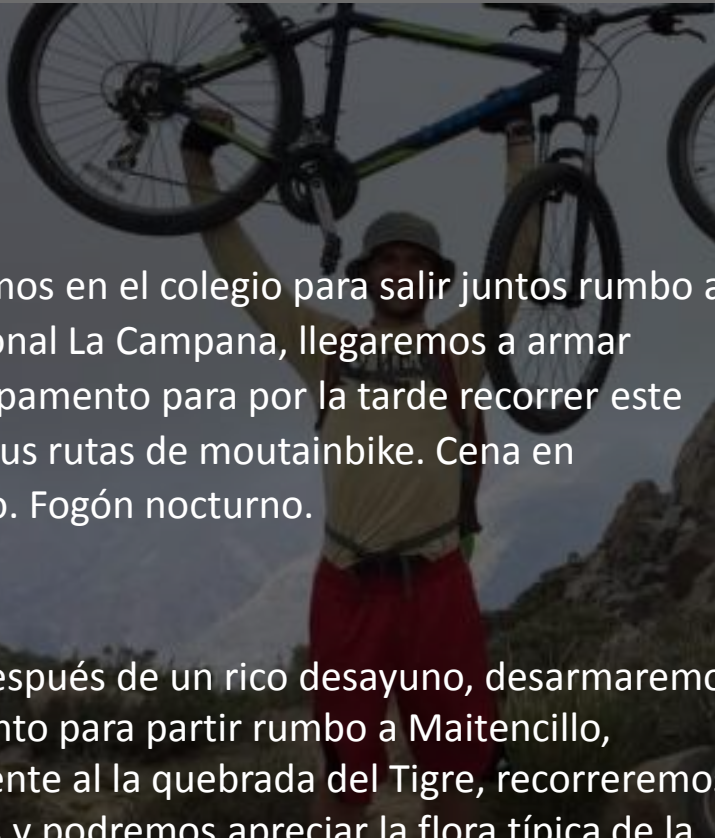 mos en el colegio para salir juntos rumbo a
onal La Campana, llegaremos a armar
pamento para por la tarde recorrer este
us rutas de moutainbike. Cena en
o. Fogón nocturno.
espués de un rico desayuno, desarmaremo
nto para partir rumbo a Maitencillo,
ente al la quebrada del Tigre, recorreremos
s y podremos apreciar la flora típica de la